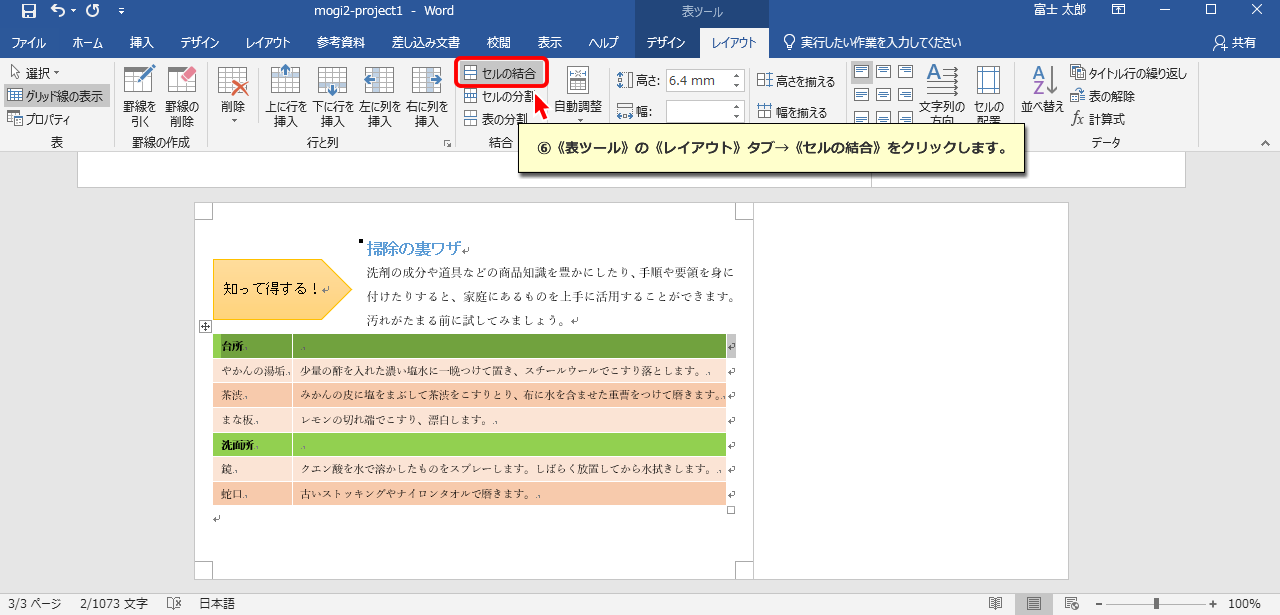 mogi2-project1 - Word
表ツール
富士 太郎
ファイル ホーム 挿入 デザイン レイアウト 参考資料 差し込み文書 校閲 表示 ヘルプ デザイン レイアウト 実行したい作業を入力してください 共有
選択
グリッド線の表示
プロパティ
表
罫線を引く
罫線の削除
罫線の作成
削除
上に行を挿入
下に行を挿入
左に列を挿入
右に列を挿入
行と列
セルの結合
セルの分割
表の分割
結合
自動調整
高さ: 6.4 mm
幅:
高さを揃える
幅を揃える
文字列の方向
セルの配置
並べ替え
タイトル行の繰り返し
表の解除
fx 計算式
データ
⑥《表ツール》の《レイアウト》タブ→《セルの結合》をクリックします。
知って得する！
掃除の裏ワザ
洗剤の成分や道具などの商品知識を豊かにしたり、手順や要領を身に
付けたりすると、家庭にあるものを上手に活用することができます。
汚れがたまる前に試してみましょう。
台所
やかんの湯垢 少量の酢を入れた濃い塩水に一晩つけて置き、スチールウールでこすり落とします。
茶渋 みかんの皮に塩をまぶして茶渋をこすりとり、布に水を含ませた重曹をつけて磨きます。
まな板 レモンの切れ端でこすり、漂白します。
洗面所
鏡 クエン酸を水で溶かしたものをスプレーします。しばらく放置してから水拭きします。
蛇口 古いストッキングやナイロンタオルで磨きます。
3/3 ページ 2/1073 文字 日本語 100%